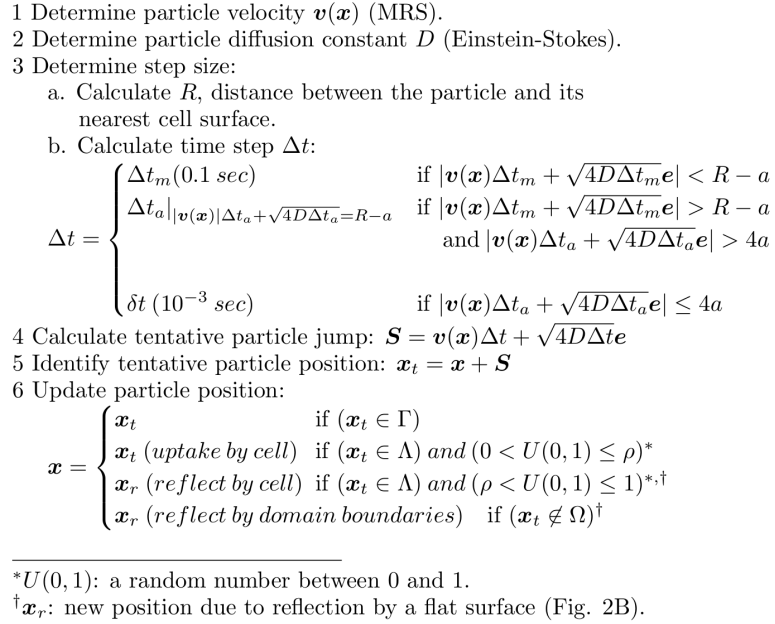 1 Determine particle velocity v(x) (MRS).
2 Determine particle diffusion constant D (Einstein-Stokes).
3 Determine step size:
a. Calculate R, distance between the particle and its
nearest cell surface.
b. Calculate time step Δt:
Δt = { Δt_m(0.1 sec) if |v(x)Δt_m + √(4DΔt_m)e| < R − a
Δt_a|_{|v(x)|Δt_a+√(4DΔt_a)=R−a} if |v(x)Δt_m + √(4DΔt_m)e| > R − a
and |v(x)Δt_a + √(4DΔt_a)e| > 4a
δt (10^{−3} sec) if |v(x)Δt_a + √(4DΔt_a)e| ≤ 4a
4 Calculate tentative particle jump: S = v(x)Δt + √(4DΔt)e
5 Identify tentative particle position: x_t = x + S
6 Update particle position:
x = { x_t if (x_t ∈ Γ)
x_t (uptake by cell) if (x_t ∈ Λ) and (0 < U(0,1) ≤ ρ)*
x_r (reflect by cell) if (x_t ∈ Λ) and (ρ < U(0,1) ≤ 1)*,†
x_r (reflect by domain boundaries) if (x_t ∉ Ω)†
*U(0,1): a random number between 0 and 1.
†x_r: new position due to reflection by a flat surface (Fig. 2B).